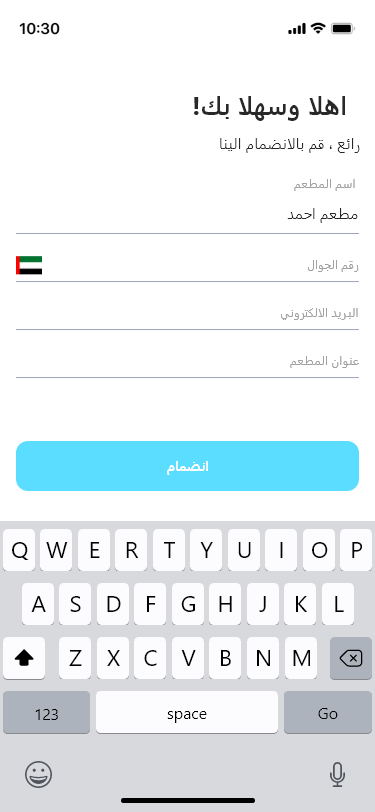 10:30
اهلا وسهلا بك!
رائع ، قم بالانضمام الينا
اسم المطعم
مطعم احمد
رقم الجوال
البريد الالكتروني
عنوان المطعم
انضمام
Q W E R T Y U I O P
A S D F G H J K L
Z X C V B N M
123 space Go